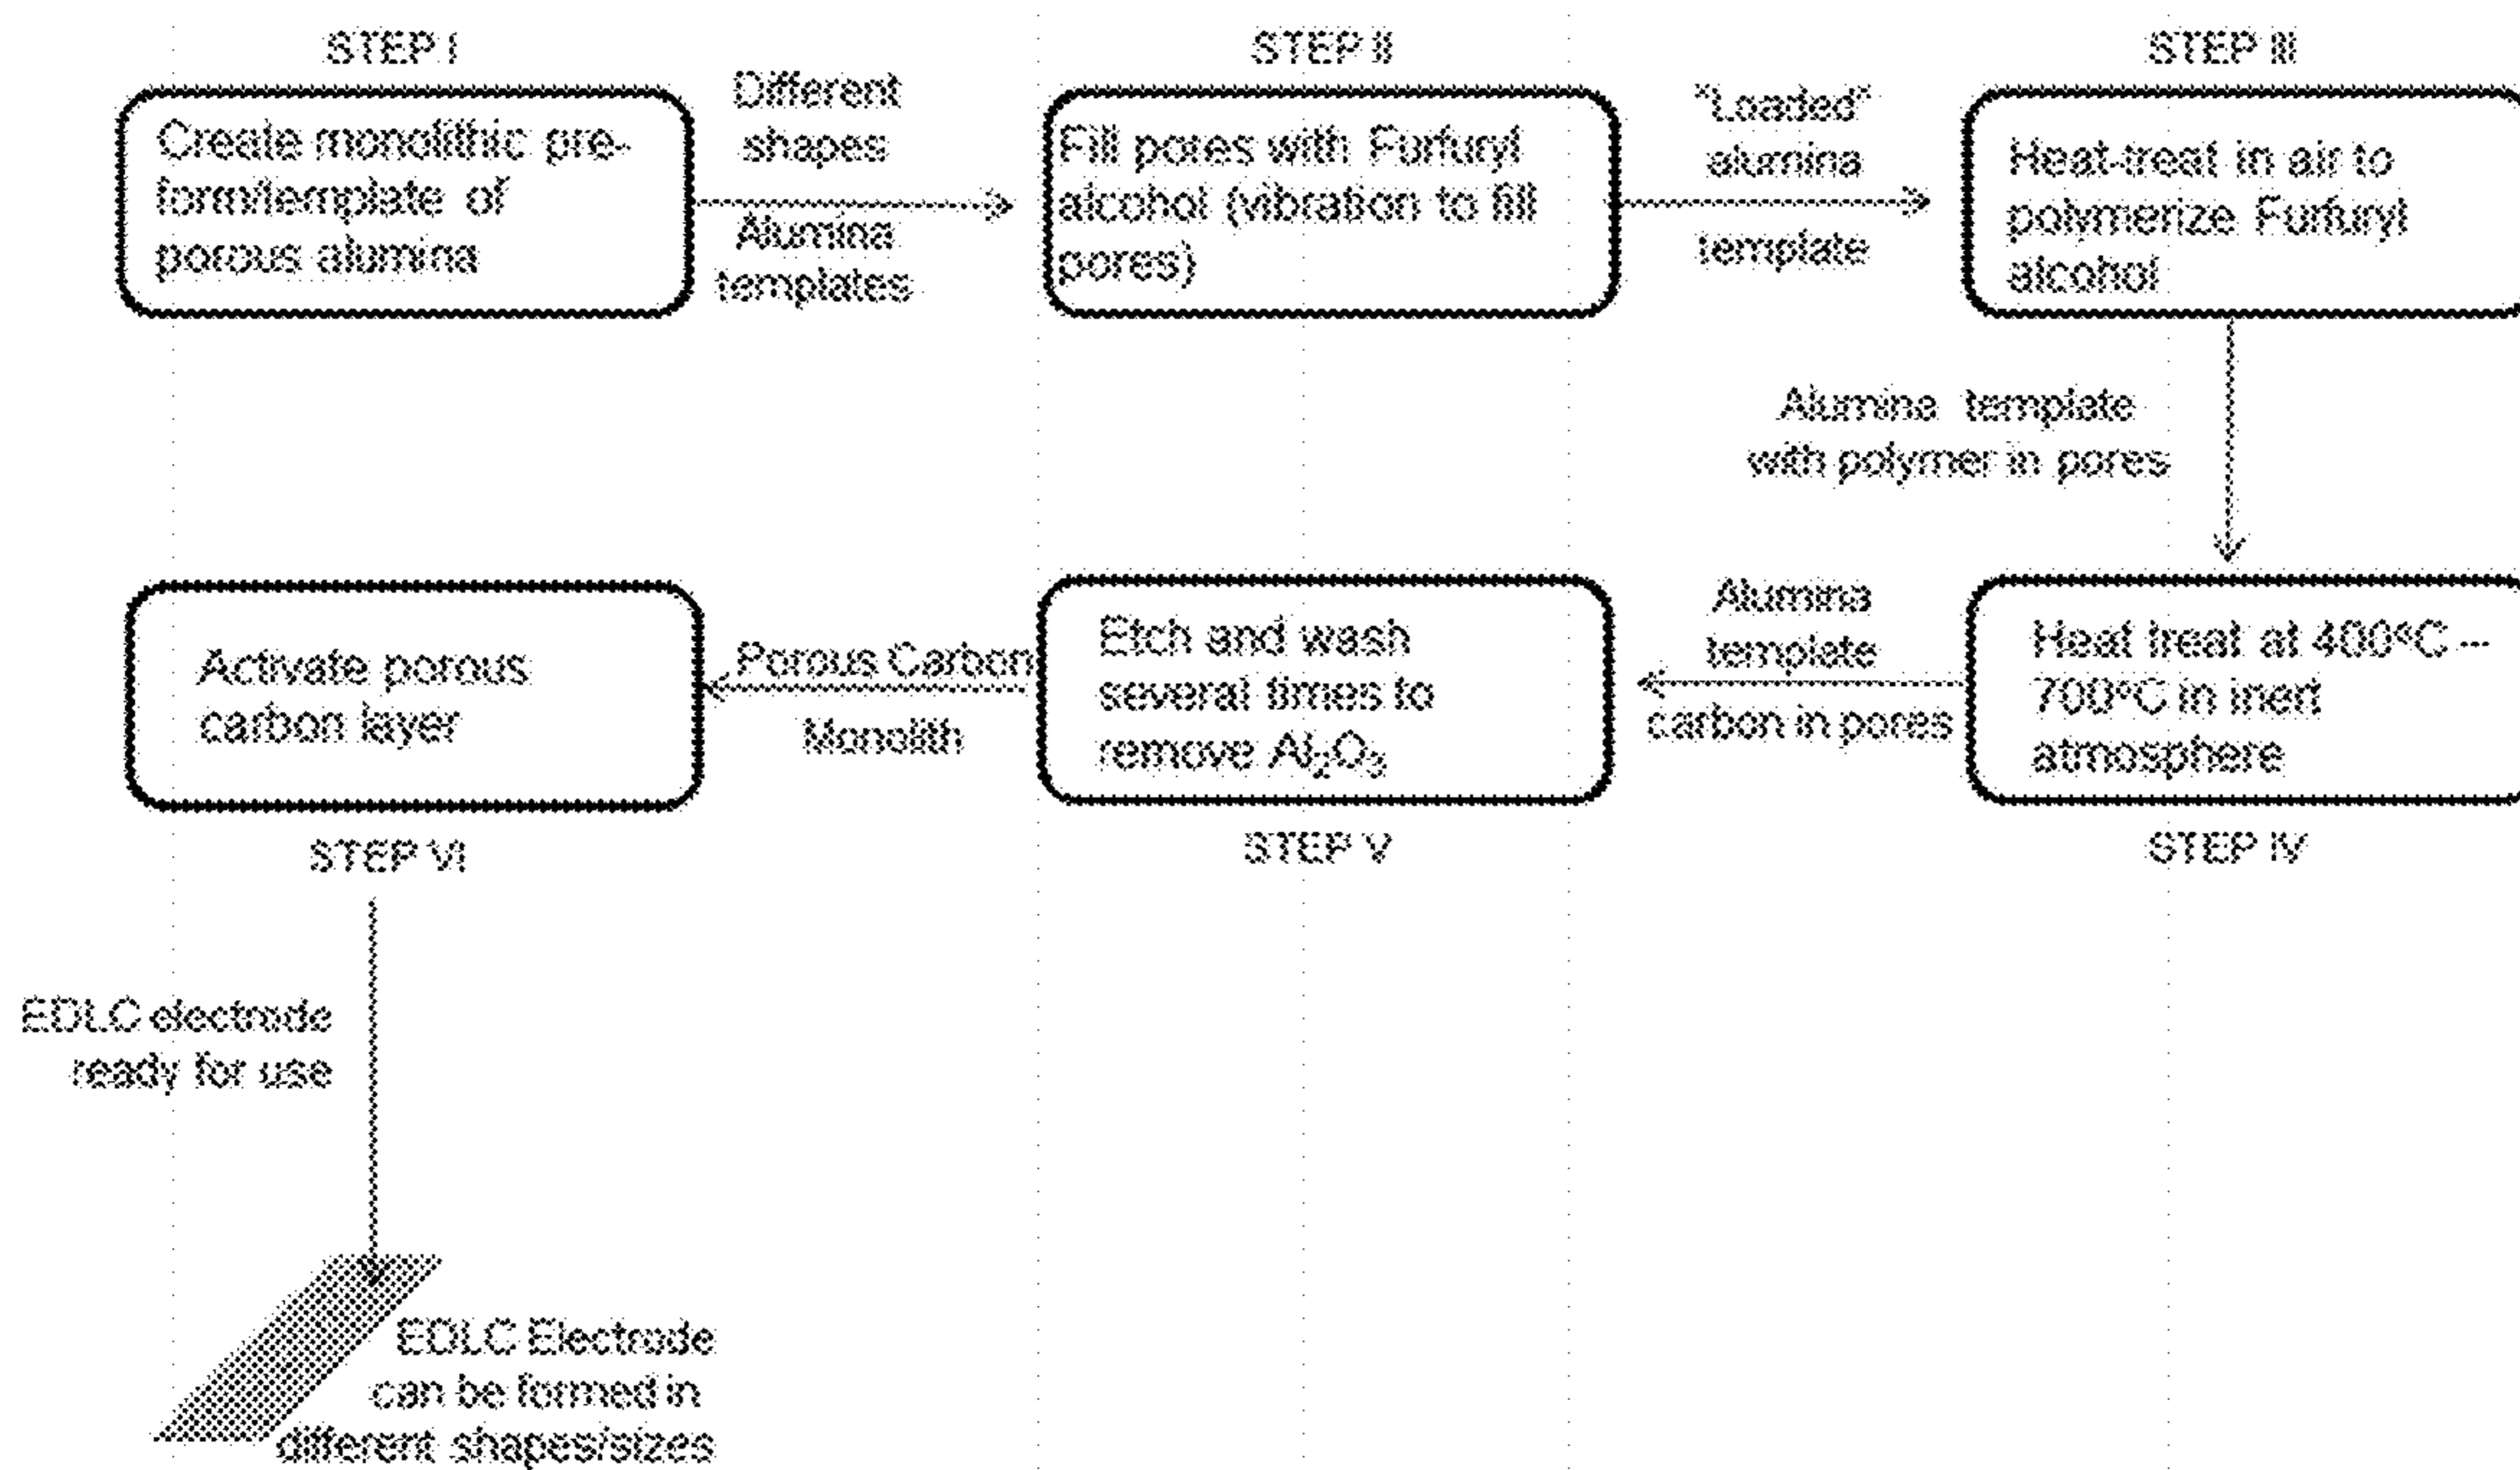 STEP I
Create monolithic pre-
form/template of
porous alumina
Different
shapes
Alumina
templates
STEP II
Fill pores with Furfuryl
alcohol (vibration to fill
pores)
"Loaded"
alumina
template
STEP III
Heat-treat in air to
polymerize Furfuryl
alcohol
Alumina template
with polymer in pores
Heat treat at 400ºC --
700ºC in inert
atmosphere
STEP IV
Alumina
template
carbon in pores
Etch and wash
several times to
remove Al₂O₃
STEP V
Porous Carbon
Monolith
Activate porous
carbon layer
STEP VI
EDLC electrode
ready for use
EDLC Electrode
can be formed in
different shapes/sizes